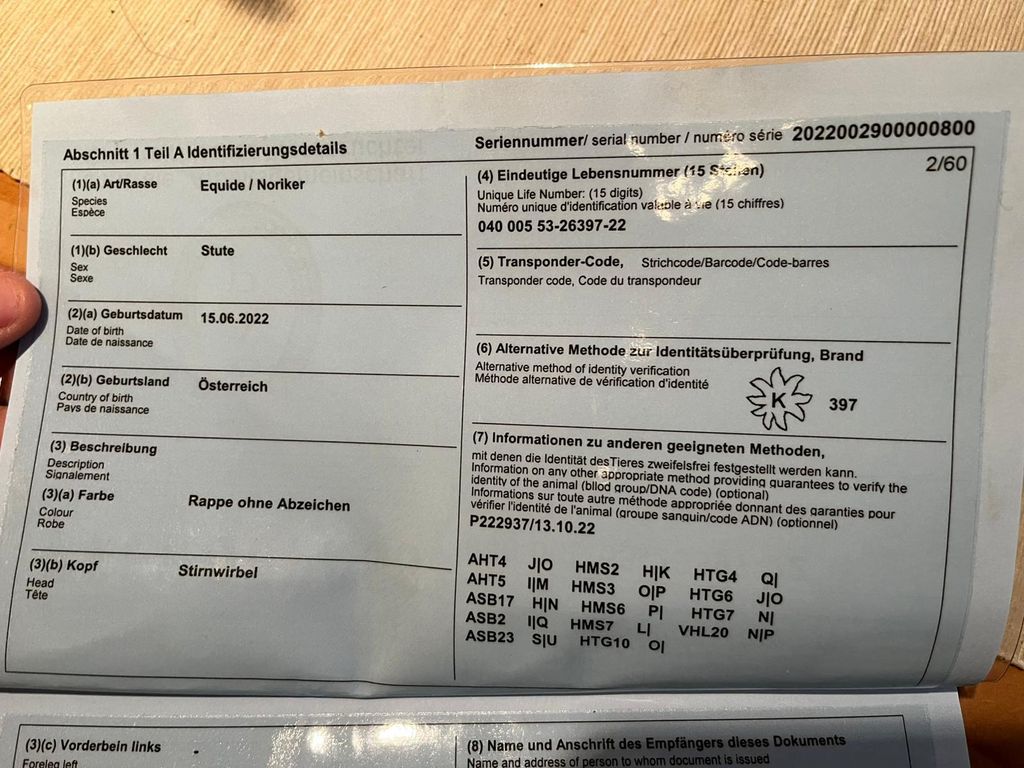 Abschnitt 1 Teil A Identifizierungsdetails
Seriennummer/ serial number / numéro série 2022002900000800
2/60
(1)(a) Art/Rasse Equide / Noriker
Species
Espèce
(1)(b) Geschlecht Stute
Sex
Sexe
(2)(a) Geburtsdatum 15.06.2022
Date of birth
Date de naissance
(2)(b) Geburtsland Österreich
Country of birth
Pays de naissance
(3) Beschreibung
Description
Signalement
(3)(a) Farbe Rappe ohne Abzeichen
Colour
Robe
(3)(b) Kopf Stirnwirbel
Head
Tête
(4) Eindeutige Lebensnummer (15 Stellen)
Unique Life Number: (15 digits)
Numéro unique d'identification valable à vie (15 chiffres)
040 005 53-26397-22
(5) Transponder-Code, Strichcode/Barcode/Code-barres
Transponder code, Code du transpondeur
(6) Alternative Methode zur Identitätsüberprüfung, Brand
Alternative method of identity verification
Méthode alternative de vérification d'identité
K 397
(7) Informationen zu anderen geeigneten Methoden,
mit denen die Identität desTieres zweifelsfrei festgestellt werden kann.
Information on any other appropriate method providing guarantees to verify the
identity of the animal (bllod group/DNA code) (optional)
Informations sur toute autre méthode appropriée donnant des garanties pour
vérifier l'identité de l'animal (groupe sanguin/code ADN) (optionnel)
P222937/13.10.22
AHT4 J|O HMS2 H|K HTG4 Q|
AHT5 I|M HMS3 O|P HTG6 J|O
ASB17 H|N HMS6 P| HTG7 N|
ASB2 I|Q HMS7 L| VHL20 N|P
ASB23 S|U HTG10 O|
(3)(c) Vorderbein links -
Foreleg left
(8) Name und Anschrift des Empfängers dieses Dokuments
Name and address of person to whom document is issued